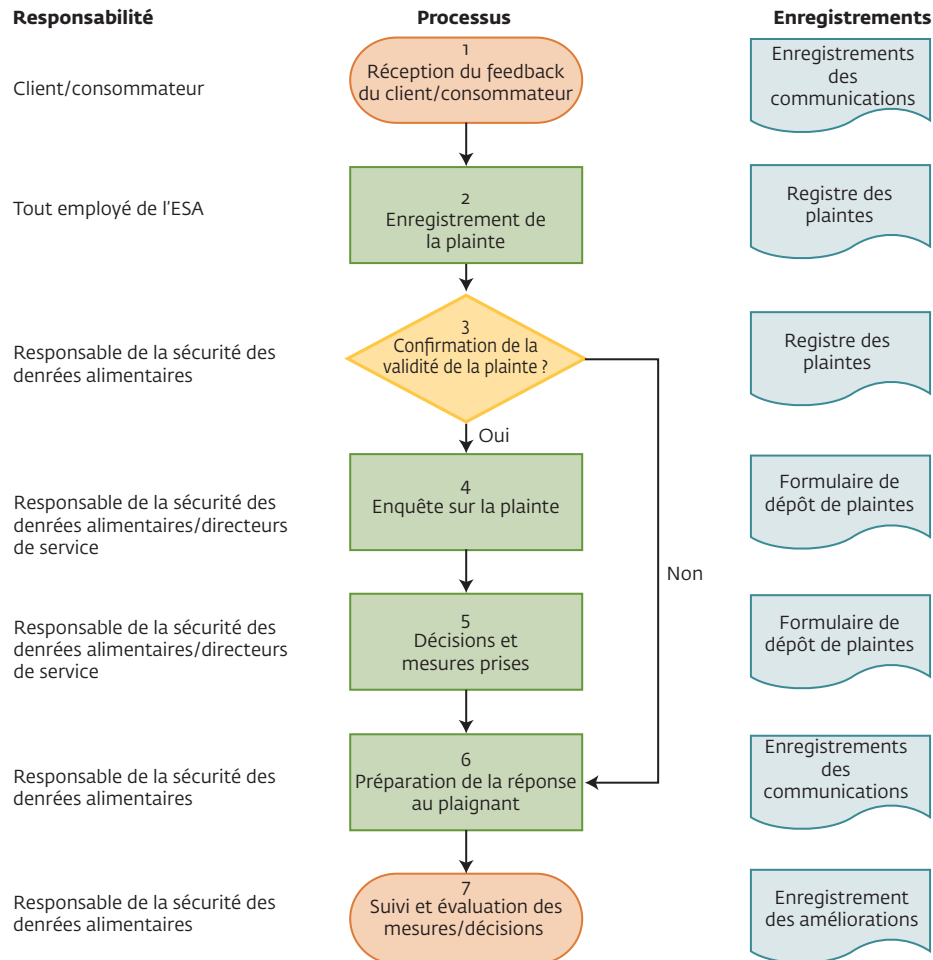 Responsabilité
Processus
Enregistrements
Client/consommateur
1
Réception du feedback
du client/consommateur
Enregistrements
des
communications
Tout employé de l'ESA
2
Enregistrement de
la plainte
Registre des
plaintes
Responsable de la sécurité des
denrées alimentaires
3
Confirmation de la
validité de la plainte ?
Registre des
plaintes
Oui
Responsable de la sécurité des
denrées alimentaires/directeurs
de service
4
Enquête sur la plainte
Formulaire de
dépôt de plaintes
Non
Responsable de la sécurité des
denrées alimentaires/directeurs
de service
5
Décisions et
mesures prises
Formulaire de
dépôt de plaintes
Responsable de la sécurité des
denrées alimentaires
6
Préparation de la réponse
au plaignant
Enregistrements
des
communications
Responsable de la sécurité des
denrées alimentaires
7
Suivi et évaluation des
mesures/décisions
Enregistrement
des améliorations